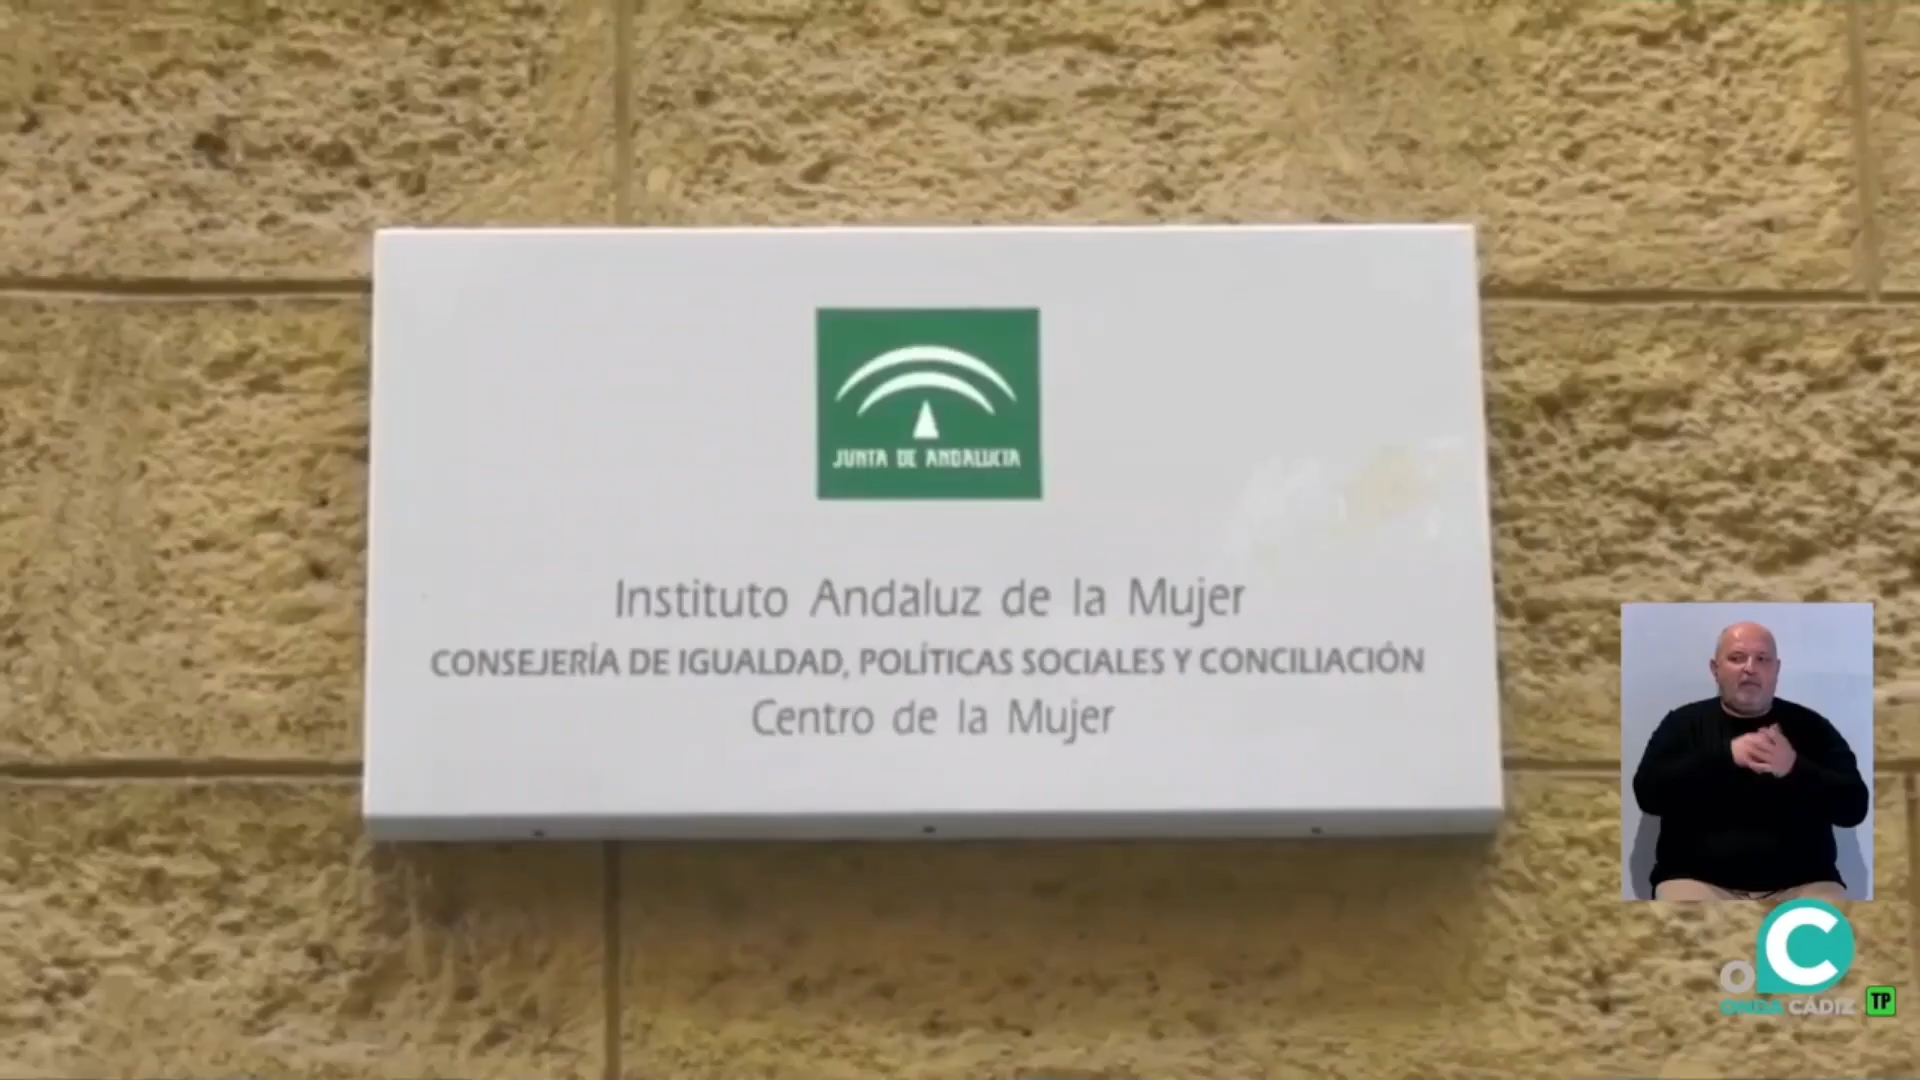 JUNTA DE ANDALUCIA
Instituto Andaluz de la Mujer
CONSEJERÍA DE IGUALDAD, POLÍTICAS SOCIALES Y CONCILIACIÓN
Centro de la Mujer
C
O
ONDA CÁDIZ
TP